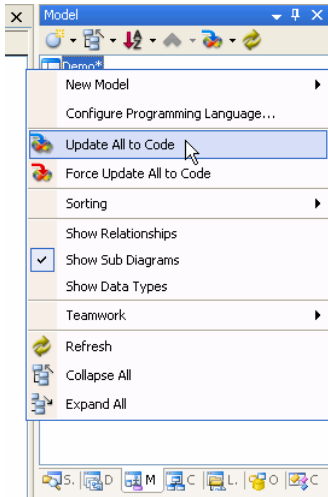 Model
Demo*
New Model
Configure Programming Language...
Update All to Code
Force Update All to Code
Sorting
Show Relationships
Show Sub Diagrams
Show Data Types
Teamwork
Refresh
Collapse All
Expand All
S. D M C L. O C